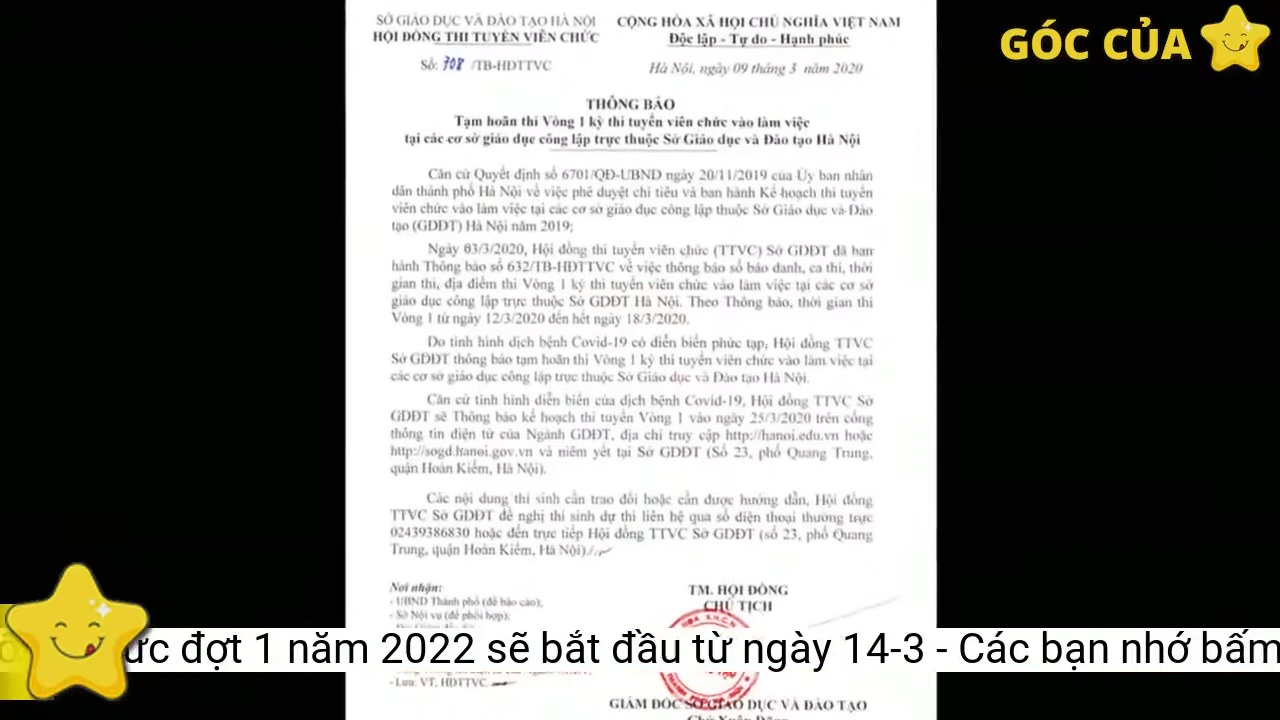 SỞ GIÁO DỤC VÀ ĐÀO TẠO HÀ NỘI
HỘI ĐỒNG THI TUYỂN VIÊN CHỨC
Số: 708 /TB-HĐTTVC
CỘNG HÒA XÃ HỘI CHỦ NGHĨA VIỆT NAM
Độc lập - Tự do - Hạnh phúc
Hà Nội, ngày 09 tháng 3 năm 2020
GÓC CỦA
THÔNG BÁO
Tạm hoãn thi Vòng 1 kỳ thi tuyển viên chức vào làm việc
tại các cơ sở giáo dục công lập trực thuộc Sở Giáo dục và Đào tạo Hà Nội
Căn cứ Quyết định số 6701/QĐ-UBND ngày 20/11/2019 của Ủy ban nhân
dân thành phố Hà Nội về việc phê duyệt chỉ tiêu và ban hành Kế hoạch thi tuyển
viên chức vào làm việc tại các cơ sở giáo dục công lập thuộc Sở Giáo dục và Đào
tạo (GDĐT) Hà Nội năm 2019;
Ngày 03/3/2020, Hội đồng thi tuyển viên chức (TTVC) Sở GDĐT đã ban
hành Thông báo số 632/TB-HĐTTVC về việc thông báo số báo danh, ca thi, thời
gian thi, địa điểm thi Vòng 1 kỳ thi tuyển viên chức vào làm việc tại các cơ sở
giáo dục công lập trực thuộc Sở GDĐT Hà Nội. Theo Thông báo, thời gian thi
Vòng 1 từ ngày 12/3/2020 đến hết ngày 18/3/2020.
Do tình hình dịch bệnh Covid-19 có diễn biến phức tạp, Hội đồng TTVC
Sở GDĐT thông báo tạm hoãn thi Vòng 1 kỳ thi tuyển viên chức vào làm việc tại
các cơ sở giáo dục công lập trực thuộc Sở Giáo dục và Đào tạo Hà Nội.
Căn cứ tình hình diễn biến của dịch bệnh Covid-19, Hội đồng TTVC Sở
GDĐT sẽ Thông báo kế hoạch thi tuyển Vòng 1 vào ngày 25/3/2020 trên cổng
thông tin điện tử của Ngành GDĐT, địa chỉ truy cập http://hanoi.edu.vn hoặc
http://sogd.hanoi.gov.vn và niêm yết tại Sở GDĐT (Số 23, phố Quang Trung,
quận Hoàn Kiếm, Hà Nội).
Các nội dung thí sinh cần trao đổi hoặc cần được hướng dẫn, Hội đồng
TTVC Sở GDĐT đề nghị thí sinh dự thi liên hệ qua số điện thoại thường trực
02439386830 hoặc đến trực tiếp Hội đồng TTVC Sở GDĐT (số 23, phố Quang
Trung, quận Hoàn Kiếm, Hà Nội)./.
Nơi nhận:
- UBND Thành phố (để báo cáo);
- Sở Nội vụ (để phối hợp);
- Lưu: VT, HĐTTVC.
TM. HỘI ĐỒNG
CHỦ TỊCH
ức đợt 1 năm 2022 sẽ bắt đầu từ ngày 14-3 - Các bạn nhớ bấm
GIÁM ĐỐC SỞ GIÁO DỤC VÀ ĐÀO TẠO